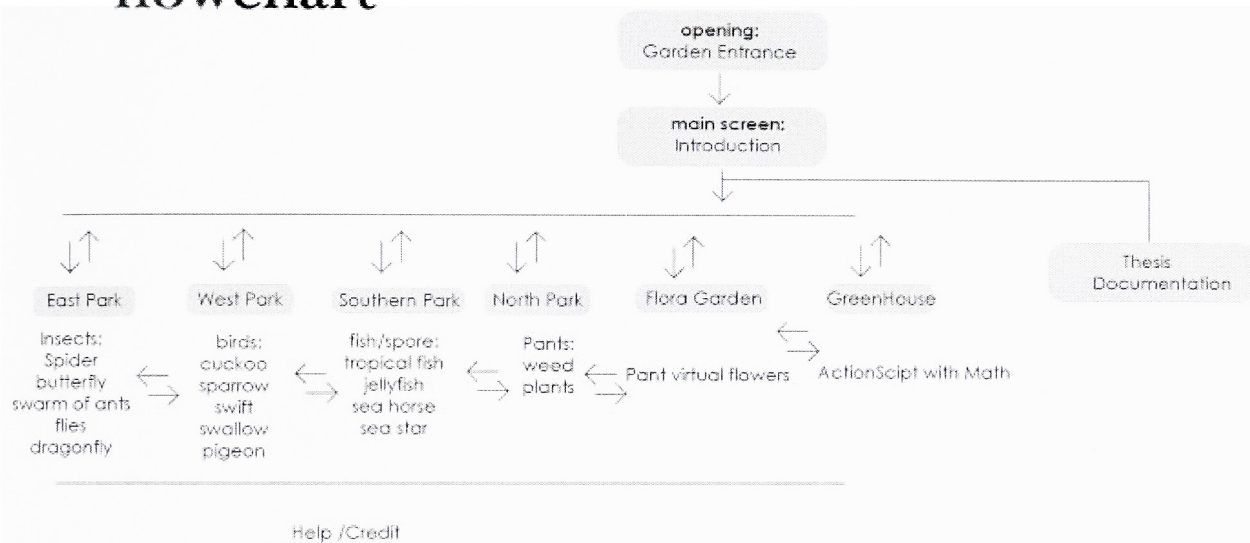 flowchart
opening:
Garden Entrance
main screen:
Introduction
Thesis
Documentation
East Park
Insects:
Spider
butterfly
swarm of ants
flies
dragonfly
West Park
birds:
cuckoo
sparrow
swift
swallow
pigeon
Southern Park
fish/spore:
tropical fish
jellyfish
sea horse
sea star
North Park
Pants:
weed
plants
Flora Garden
Pant virtual flowers
GreenHouse
ActionScipt with Math
Help /Credit